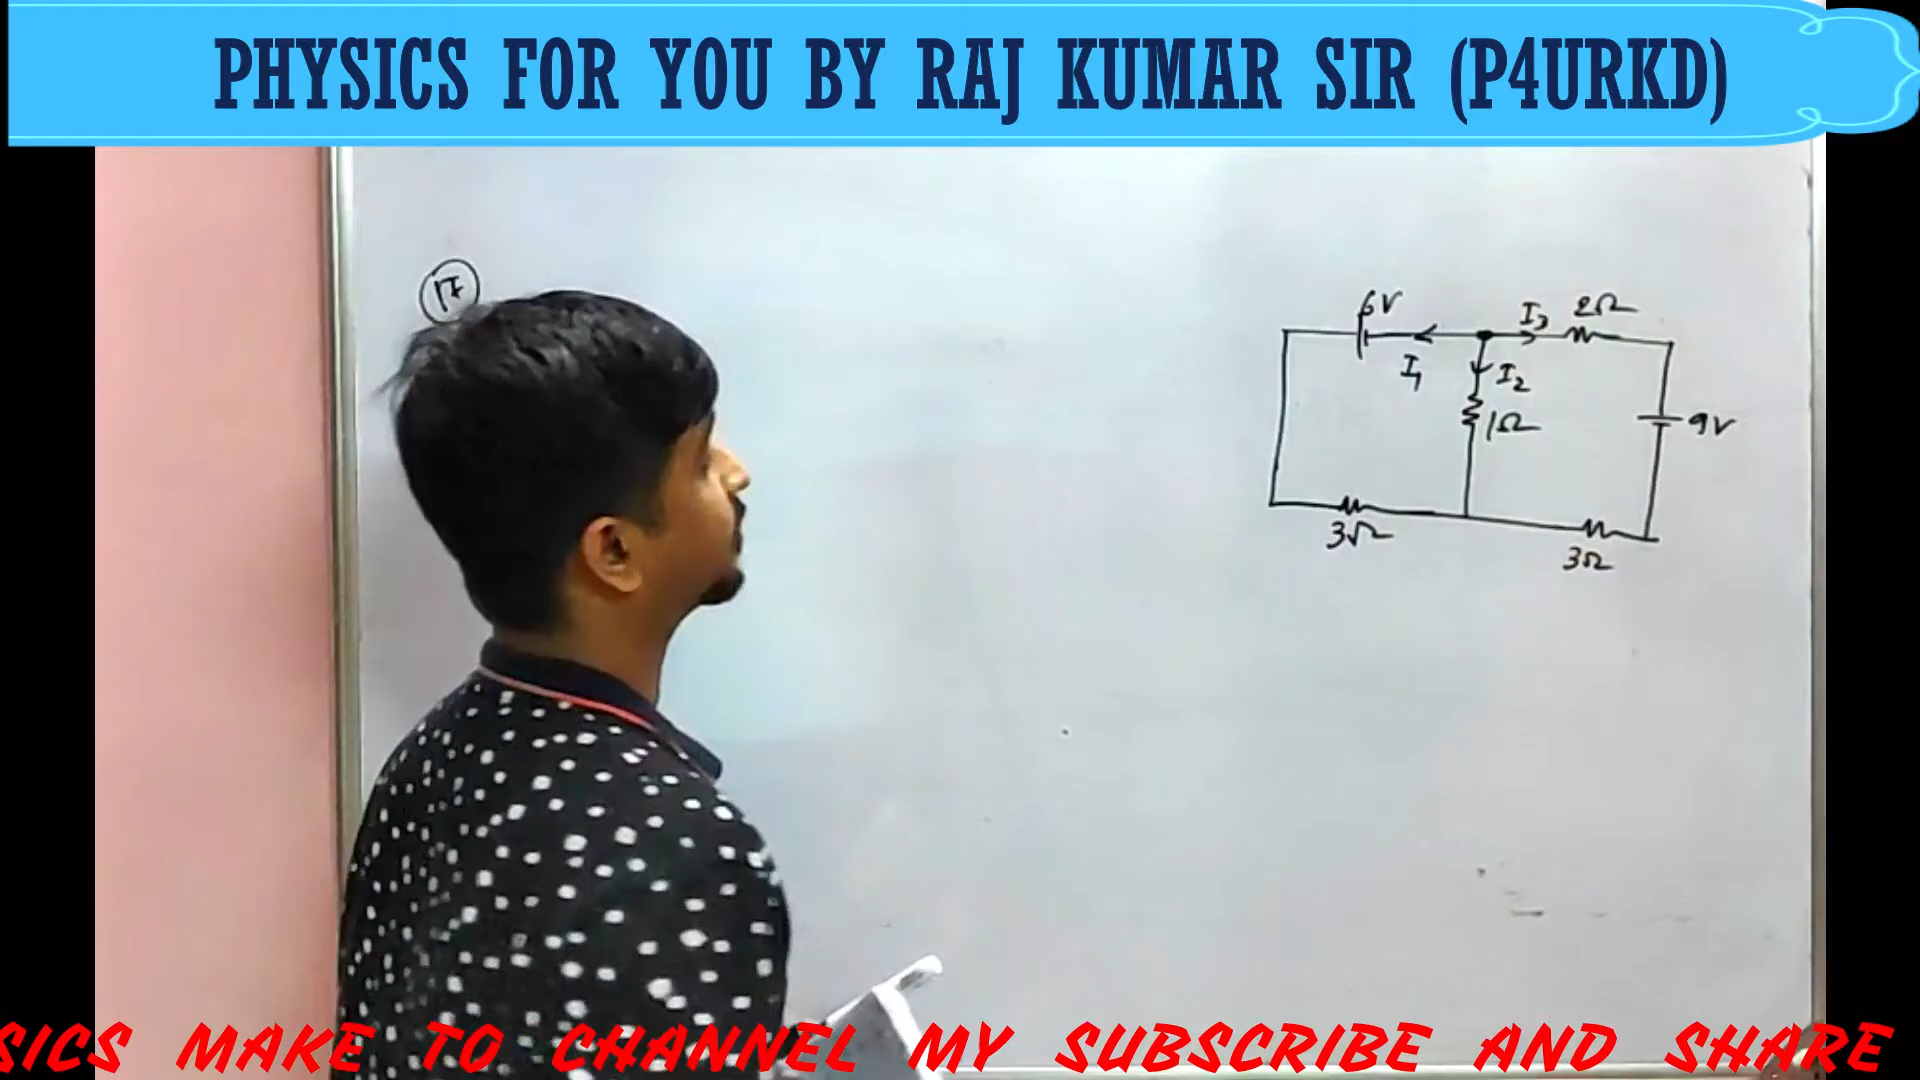 PHYSICS FOR YOU BY RAJ KUMAR SIR (P4URKD)
17
6V
I3
2Ω
I1
I2
1Ω
9V
3Ω
3Ω
SICS MAKE TO CHANNEL MY SUBSCRIBE AND SHARE